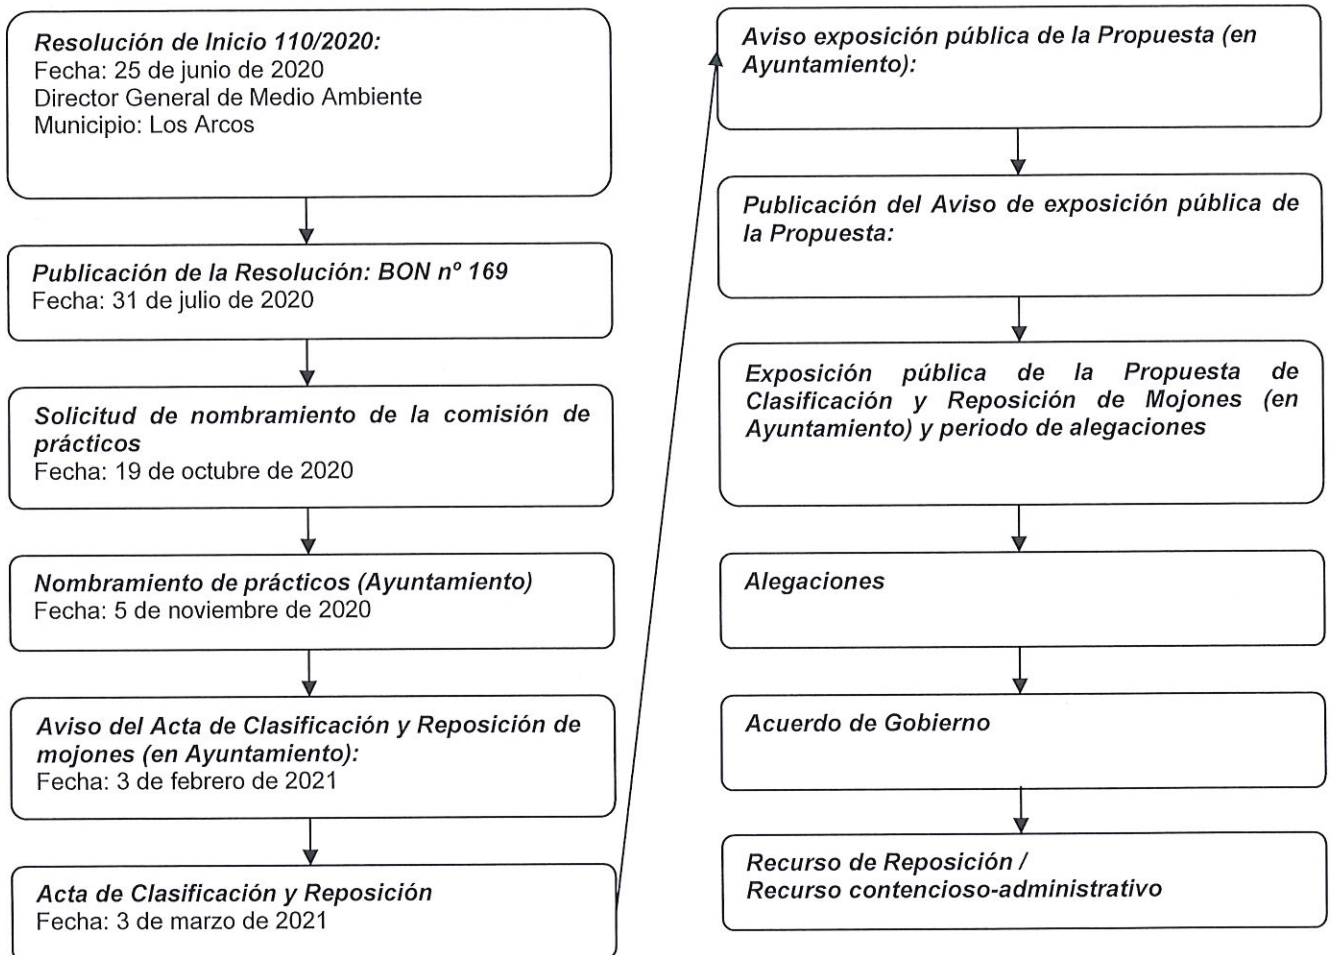 Resolución de Inicio 110/2020:
Fecha: 25 de junio de 2020
Director General de Medio Ambiente
Municipio: Los Arcos
Publicación de la Resolución: BON nº 169
Fecha: 31 de julio de 2020
Solicitud de nombramiento de la comisión de
prácticos
Fecha: 19 de octubre de 2020
Nombramiento de prácticos (Ayuntamiento)
Fecha: 5 de noviembre de 2020
Aviso del Acta de Clasificación y Reposición de
mojones (en Ayuntamiento):
Fecha: 3 de febrero de 2021
Acta de Clasificación y Reposición
Fecha: 3 de marzo de 2021
Aviso exposición pública de la Propuesta (en
Ayuntamiento):
Publicación del Aviso de exposición pública de
la Propuesta:
Exposición pública de la Propuesta de
Clasificación y Reposición de Mojones (en
Ayuntamiento) y periodo de alegaciones
Alegaciones
Acuerdo de Gobierno
Recurso de Reposición /
Recurso contencioso-administrativo